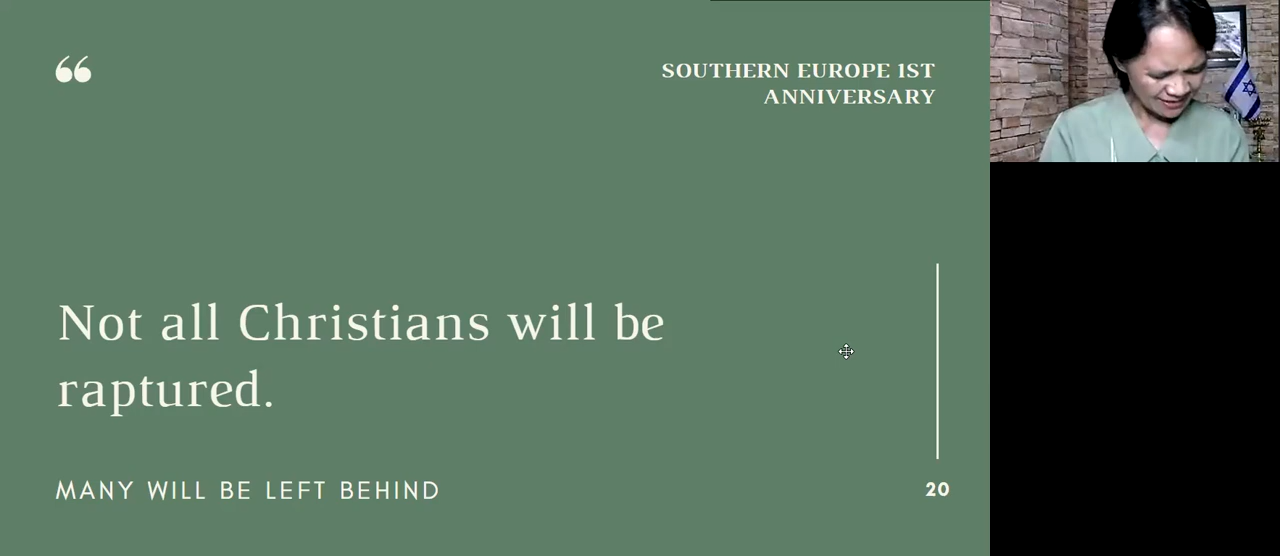 “
SOUTHERN EUROPE 1ST
ANNIVERSARY
Not all Christians will be
raptured.
MANY WILL BE LEFT BEHIND
20